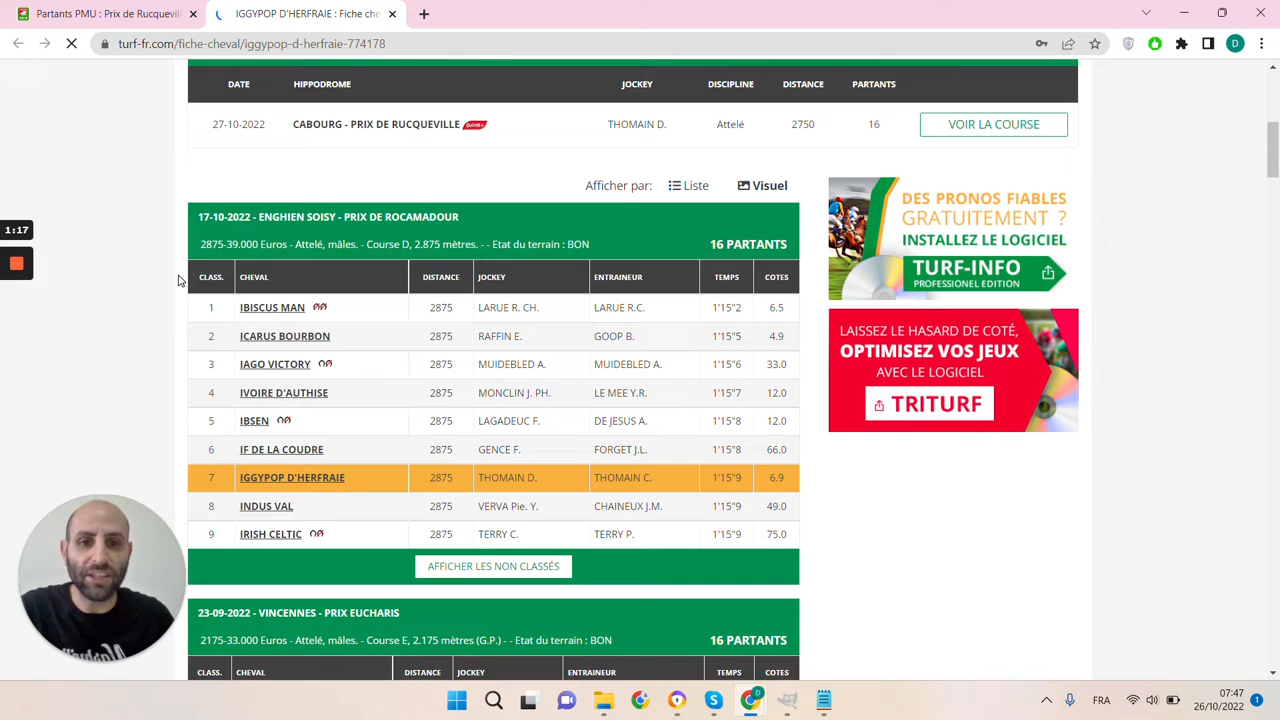 Partants PMU : Prix de Rucquevill
IGGYPOP D'HERFRAIE : Fiche che
turf-fr.com/fiche-cheval/iggypop-d-herfraie-774178
D
DATE HIPPODROME JOCKEY DISCIPLINE DISTANCE PARTANTS
27-10-2022 CABOURG - PRIX DE RUCQUEVILLE Quinté+ THOMAIN D. Attelé 2750 16 VOIR LA COURSE
Afficher par: Liste Visuel
1:17
17-10-2022 - ENGHIEN SOISY - PRIX DE ROCAMADOUR
2875-39.000 Euros - Attelé, mâles. - Course D, 2.875 mètres. - - Etat du terrain : BON 16 PARTANTS
CLASS. CHEVAL DISTANCE JOCKEY ENTRAINEUR TEMPS COTES
1 IBISCUS MAN 2875 LARUE R. CH. LARUE R.C. 1'15"2 6.5
2 ICARUS BOURBON 2875 RAFFIN E. GOOP B. 1'15"5 4.9
3 IAGO VICTORY 2875 MUIDEBLED A. MUIDEBLED A. 1'15"6 33.0
4 IVOIRE D'AUTHISE 2875 MONCLIN J. PH. LE MEE Y.R. 1'15"7 12.0
5 IBSEN 2875 LAGADEUC F. DE JESUS A. 1'15"8 12.0
6 IF DE LA COUDRE 2875 GENCE F. FORGET J.L. 1'15"8 66.0
7 IGGYPOP D'HERFRAIE 2875 THOMAIN D. THOMAIN C. 1'15"9 6.9
8 INDUS VAL 2875 VERVA Pie. Y. CHAINEUX J.M. 1'15"9 49.0
9 IRISH CELTIC 2875 TERRY C. TERRY P. 1'15"9 75.0
AFFICHER LES NON CLASSÉS
23-09-2022 - VINCENNES - PRIX EUCHARIS
2175-33.000 Euros - Attelé, mâles. - Course E, 2.175 mètres (G.P.) - - Etat du terrain : BON 16 PARTANTS
CLASS. CHEVAL DISTANCE JOCKEY ENTRAINEUR TEMPS COTES
DES PRONOS FIABLES
GRATUITEMENT ?
INSTALLEZ LE LOGICIEL
TURF-INFO
PROFESIONEL EDITION
LAISSEZ LE HASARD DE COTÉ,
OPTIMISEZ VOS JEUX
AVEC LE LOGICIEL
TRITURF
D
FRA
07:47
26/10/2022
1